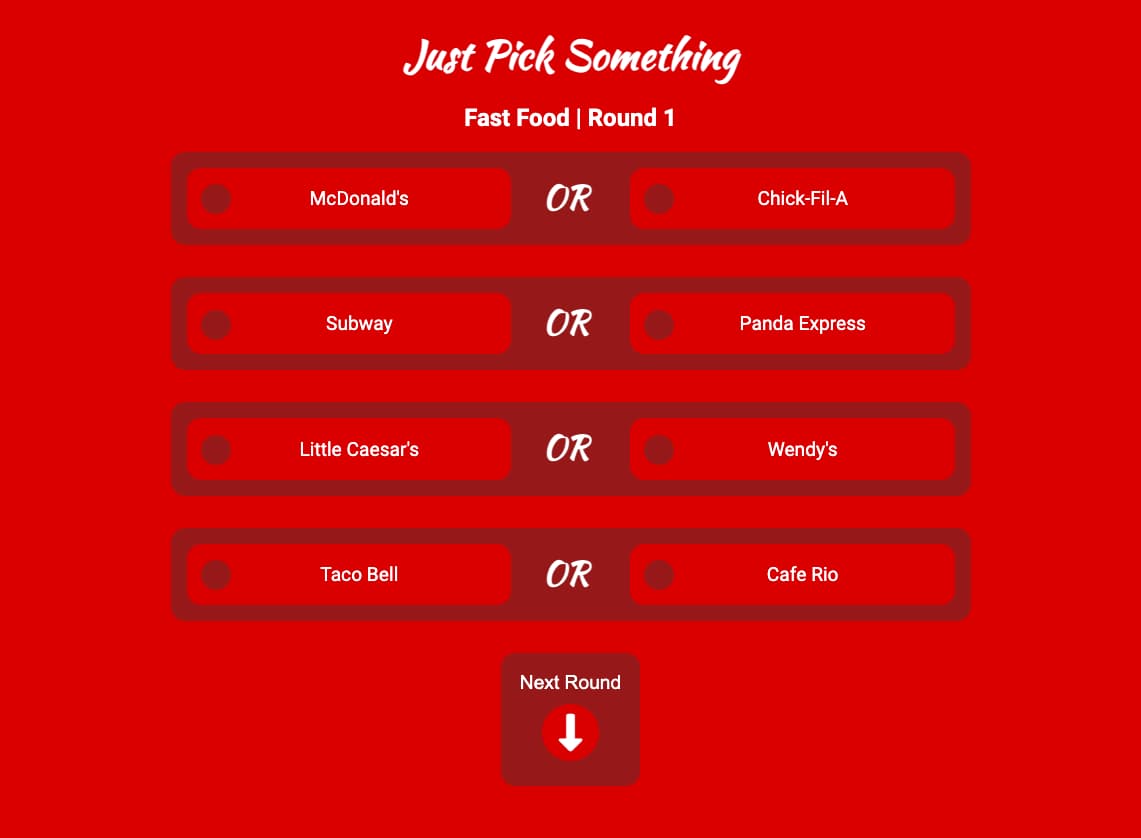 Just Pick Something
Fast Food | Round 1
McDonald's OR Chick-Fil-A
Subway OR Panda Express
Little Caesar's OR Wendy's
Taco Bell OR Cafe Rio
Next Round